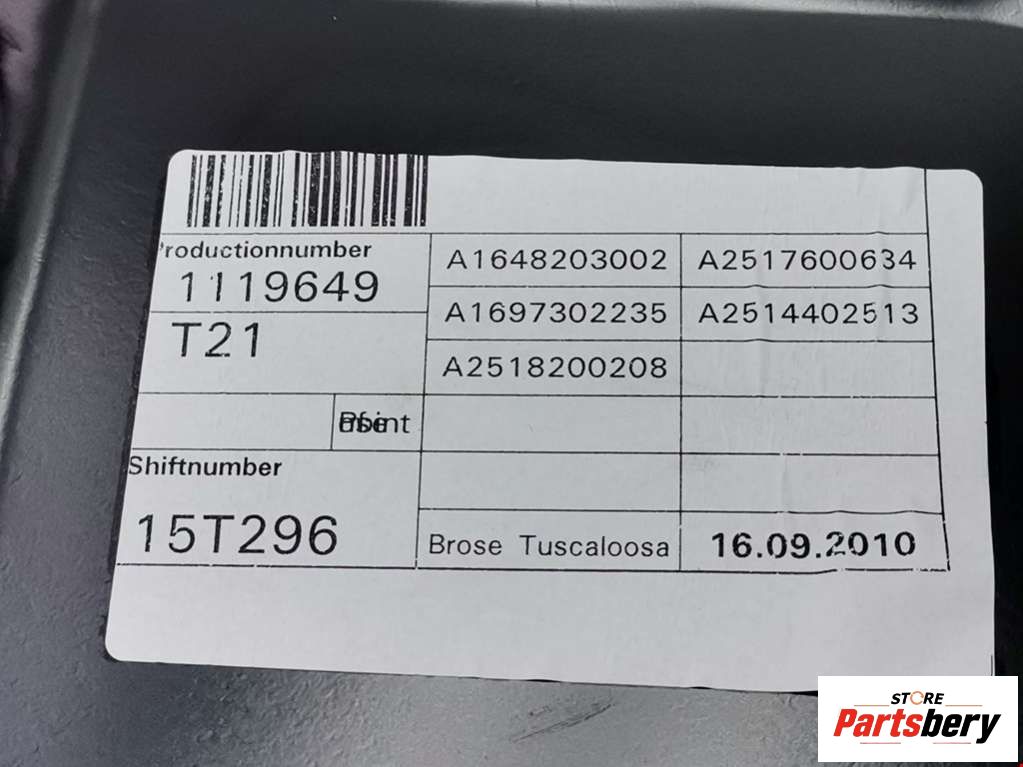 Productionnumber
1119649
T21
A1648203002 A2517600634
A1697302235 A2514402513
A2518200208
Shiftnumber
15T296
Brose Tuscaloosa 16.09.2010
STORE
Partsbery